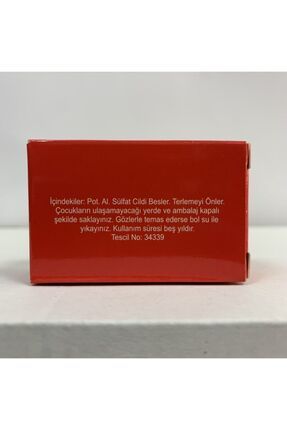 İçindekiler: Pot. Al. Sülfat Cildi Besler. Terlemeyi Önler.
Çocukların ulaşamayacağı yerde ve ambalaj kapalı
şekilde saklayınız. Gözlerle temas ederse bol su ile
yıkayınız. Kullanım süresi beş yıldır.
Tescil No: 34339